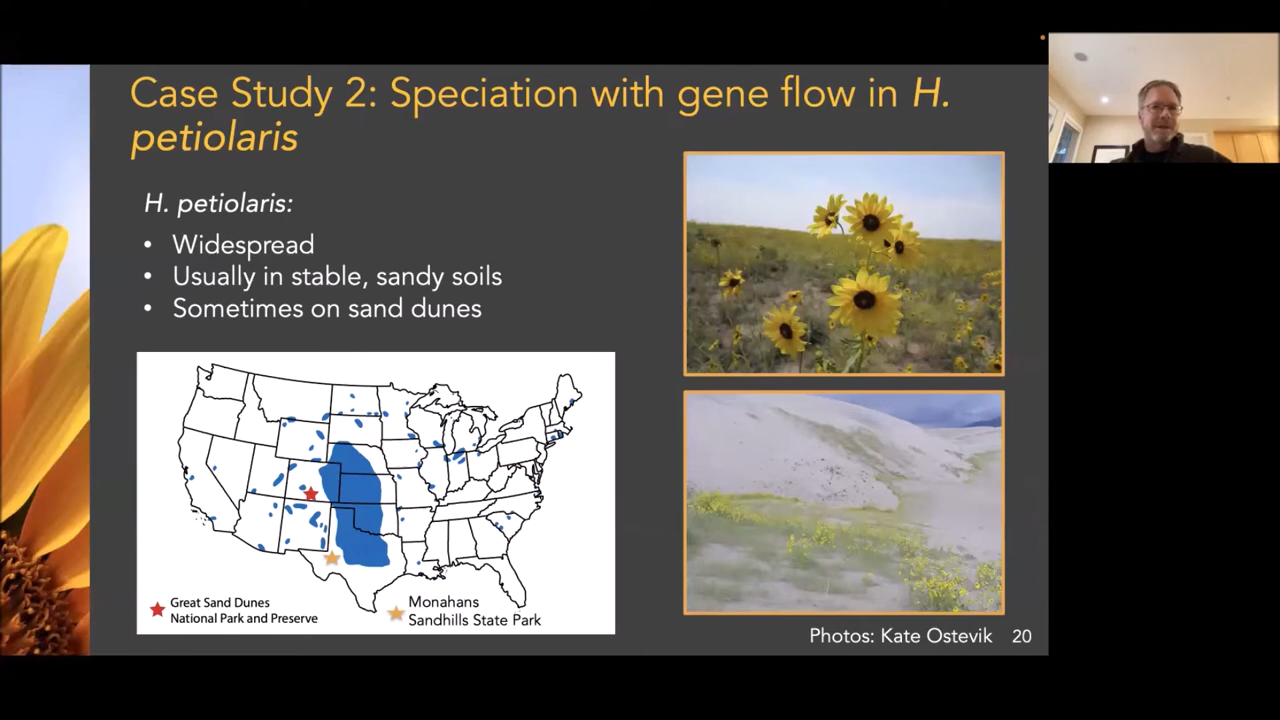 Case Study 2: Speciation with gene flow in H.
petiolaris
H. petiolaris:
• Widespread
• Usually in stable, sandy soils
• Sometimes on sand dunes
Great Sand Dunes
National Park and Preserve
Monahans
Sandhills State Park
Photos: Kate Ostevik
20